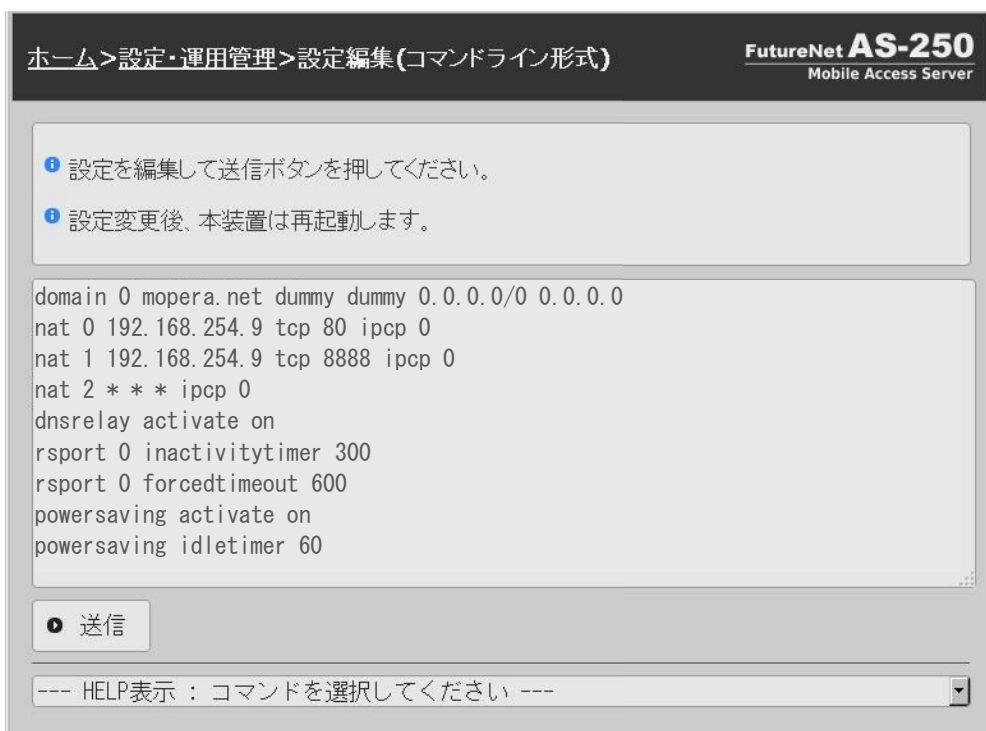 ホーム>設定・運用管理>設定編集(コマンドライン形式)
FutureNet AS-250
Mobile Access Server
設定を編集して送信ボタンを押してください。
設定変更後、本装置は再起動します。
domain 0 mopera.net dummy dummy 0.0.0.0/0 0.0.0.0
nat 0 192.168.254.9 tcp 80 ipcp 0
nat 1 192.168.254.9 tcp 8888 ipcp 0
nat 2 * * * ipcp 0
dnsrelay activate on
rsport 0 inactivitytimer 300
rsport 0 forcedtimeout 600
powersaving activate on
powersaving idletimer 60
送信
--- HELP表示 : コマンドを選択してください ---